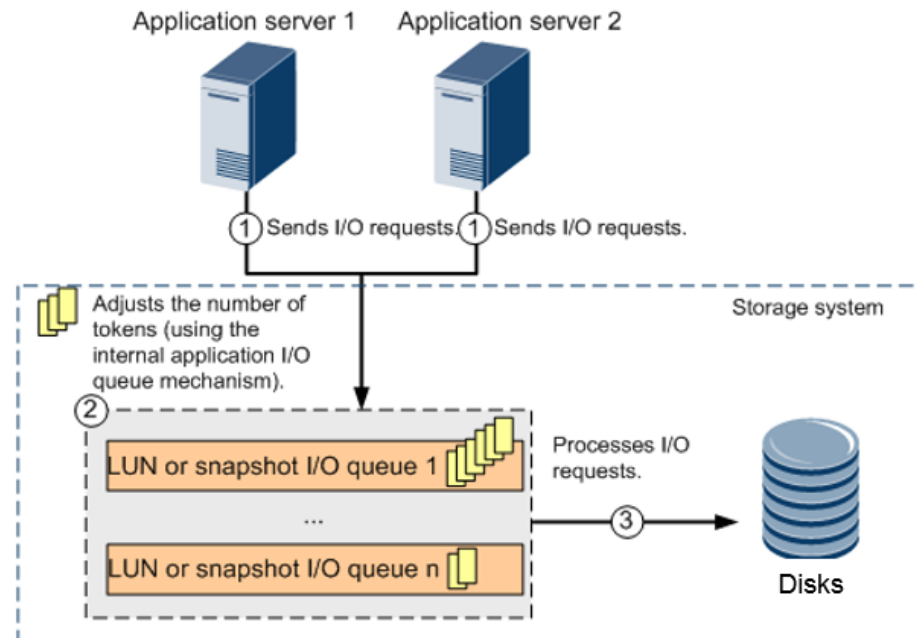 Application server 1
Application server 2
1
Sends I/O requests.
1
Sends I/O requests.
Adjusts the number of
tokens (using the
internal application I/O
queue mechanism).
Storage system
2
LUN or snapshot I/O queue 1
...
LUN or snapshot I/O queue n
Processes I/O
requests.
3
Disks